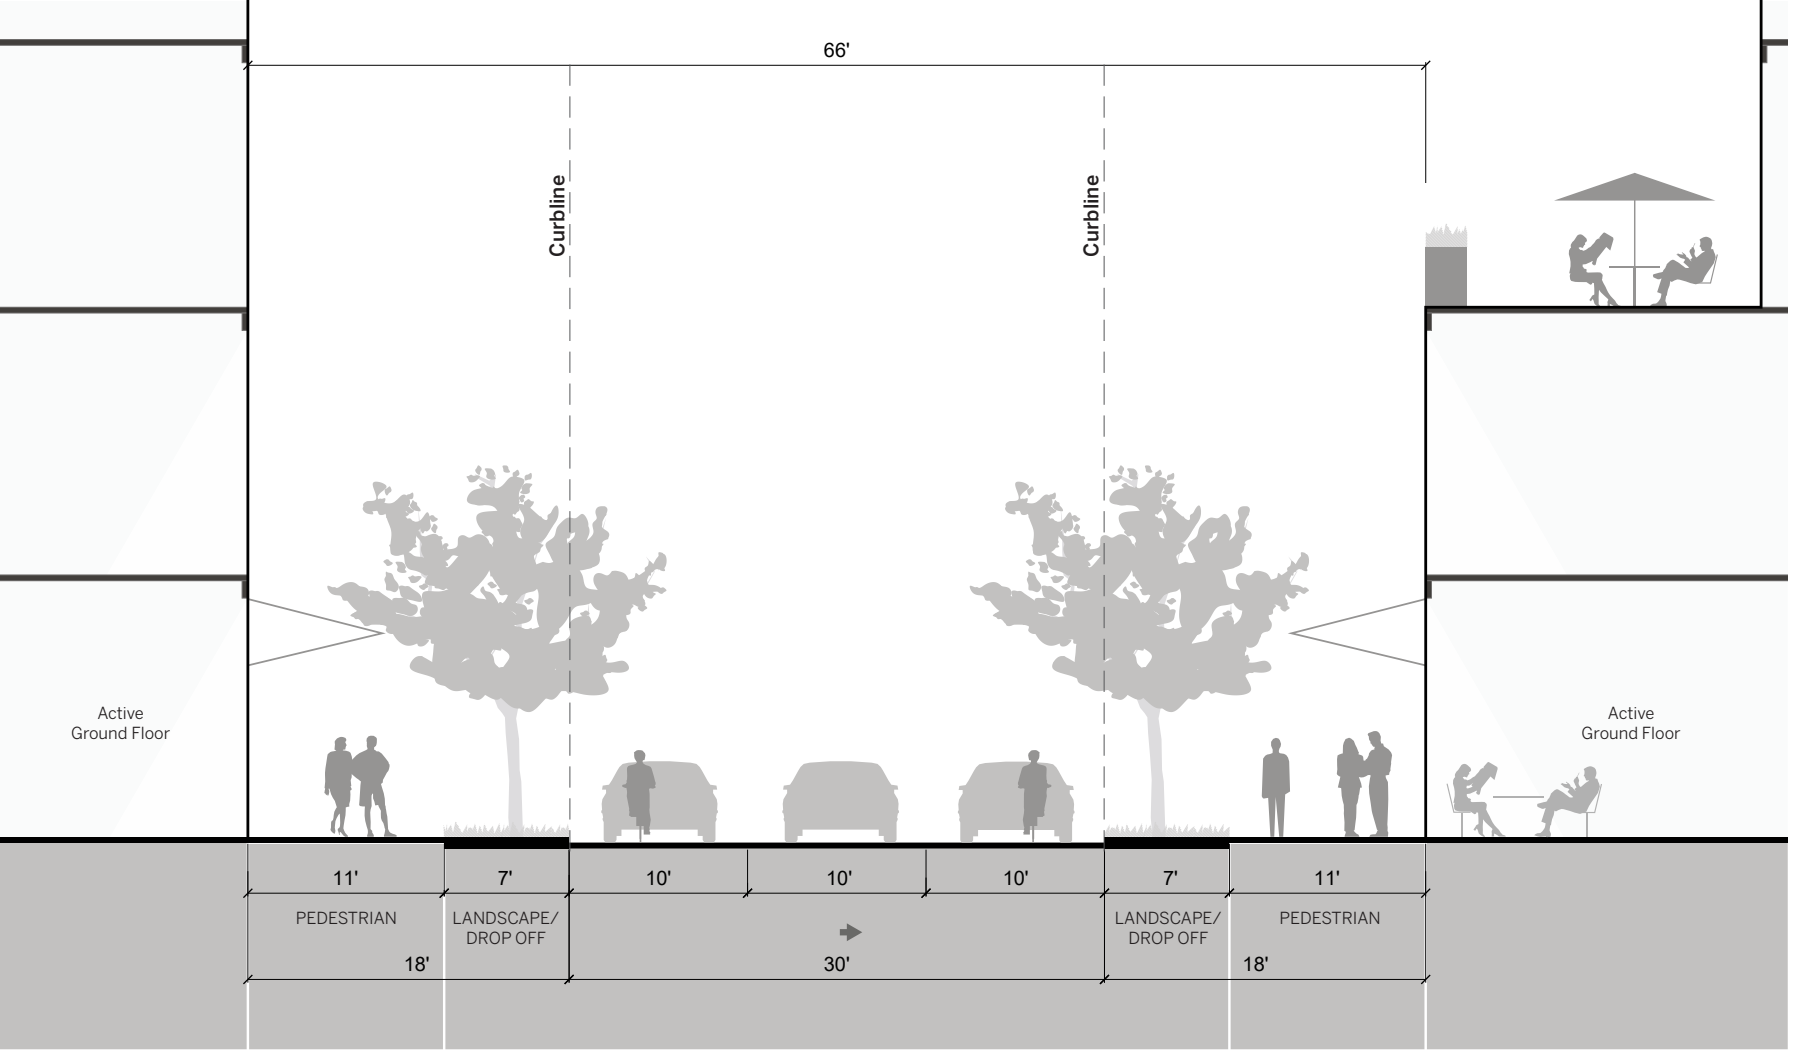 66'
Curbline
Curbline
Active
Ground Floor
Active
Ground Floor
11'
7'
10'
10'
10'
7'
11'
PEDESTRIAN
LANDSCAPE/
DROP OFF
LANDSCAPE/
DROP OFF
PEDESTRIAN
18'
30'
18'